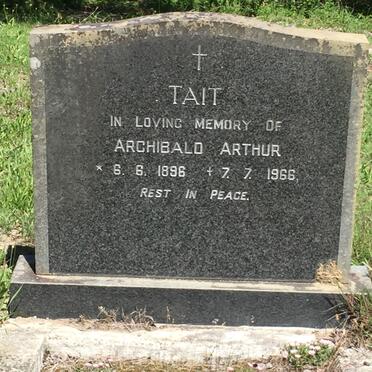 TAIT
IN LOVING MEMORY OF
ARCHIBALD ARTHUR
* 6. 6. 1896 + 7. 7. 1966.
REST IN PEACE.